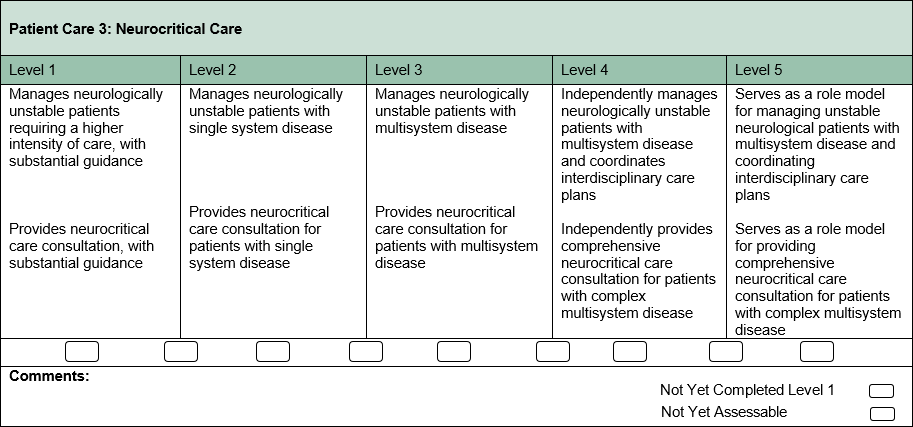 Patient Care 3: Neurocritical Care
Level 1
Level 2
Level 3
Level 4
Level 5
Manages neurologically
unstable patients
requiring a higher
intensity of care, with
substantial guidance
Provides neurocritical
care consultation, with
substantial guidance
Manages neurologically
unstable patients with
single system disease
Provides neurocritical
care consultation for
patients with single
system disease
Manages neurologically
unstable patients with
multisystem disease
Provides neurocritical
care consultation for
patients with multisystem
disease
Independently manages
neurologically unstable
patients with
multisystem disease
and coordinates
interdisciplinary care
plans
Independently provides
comprehensive
neurocritical care
consultation for patients
with complex
multisystem disease
Serves as a role model
for managing unstable
neurological patients with
multisystem disease and
coordinating
interdisciplinary care
plans
Serves as a role model
for providing
comprehensive
neurocritical care
consultation for patients
with complex multisystem
disease
Comments:
Not Yet Completed Level 1
Not Yet Assessable